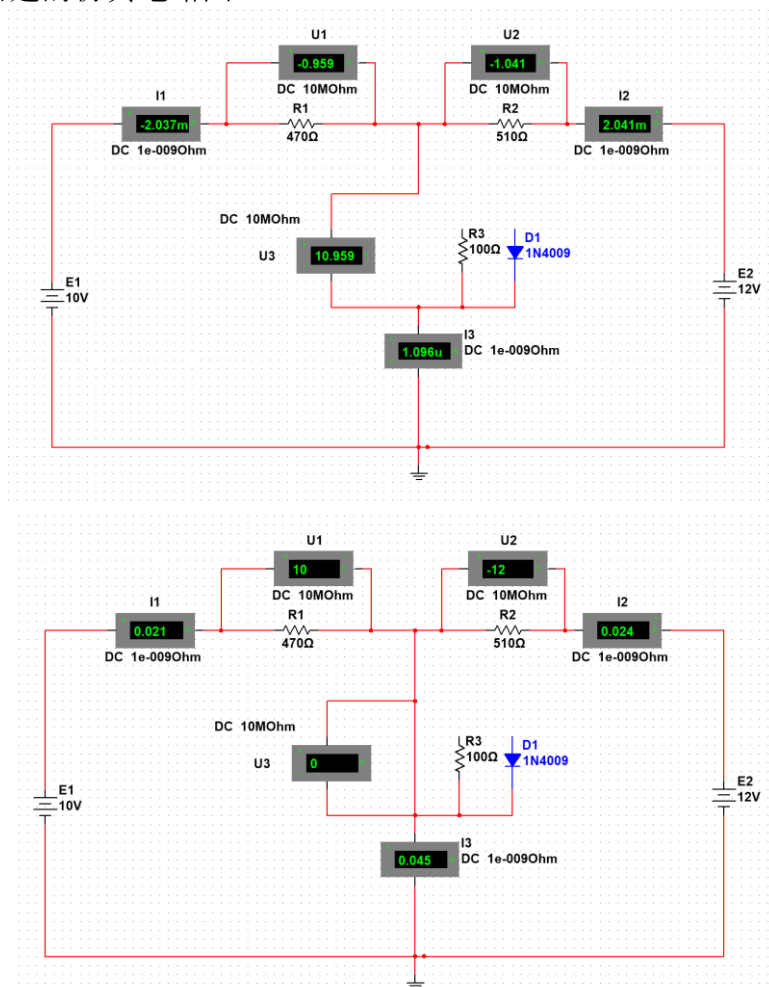 U1
-0.959
DC 10MOhm
R1
470Ω
U2
-1.041
DC 10MOhm
R2
510Ω
I1
-2.037m
DC 1e-009Ohm
I2
2.041m
DC 1e-009Ohm
DC 10MOhm
U3
10.959
R3
100Ω
D1
1N4009
E1
10V
E2
12V
I3
1.096u
DC 1e-009Ohm
U1
10
DC 10MOhm
R1
470Ω
U2
-12
DC 10MOhm
R2
510Ω
I1
0.021
DC 1e-009Ohm
I2
0.024
DC 1e-009Ohm
DC 10MOhm
U3
0
R3
100Ω
D1
1N4009
E1
10V
E2
12V
I3
0.045
DC 1e-009Ohm